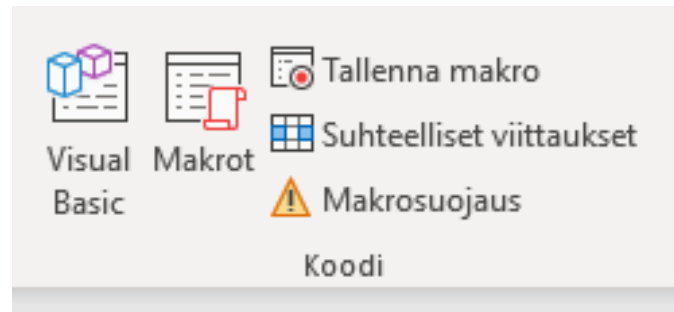 Visual
Basic
Makrot
Tallenna makro
Suhteelliset viittaukset
Makrosuojaus
Koodi